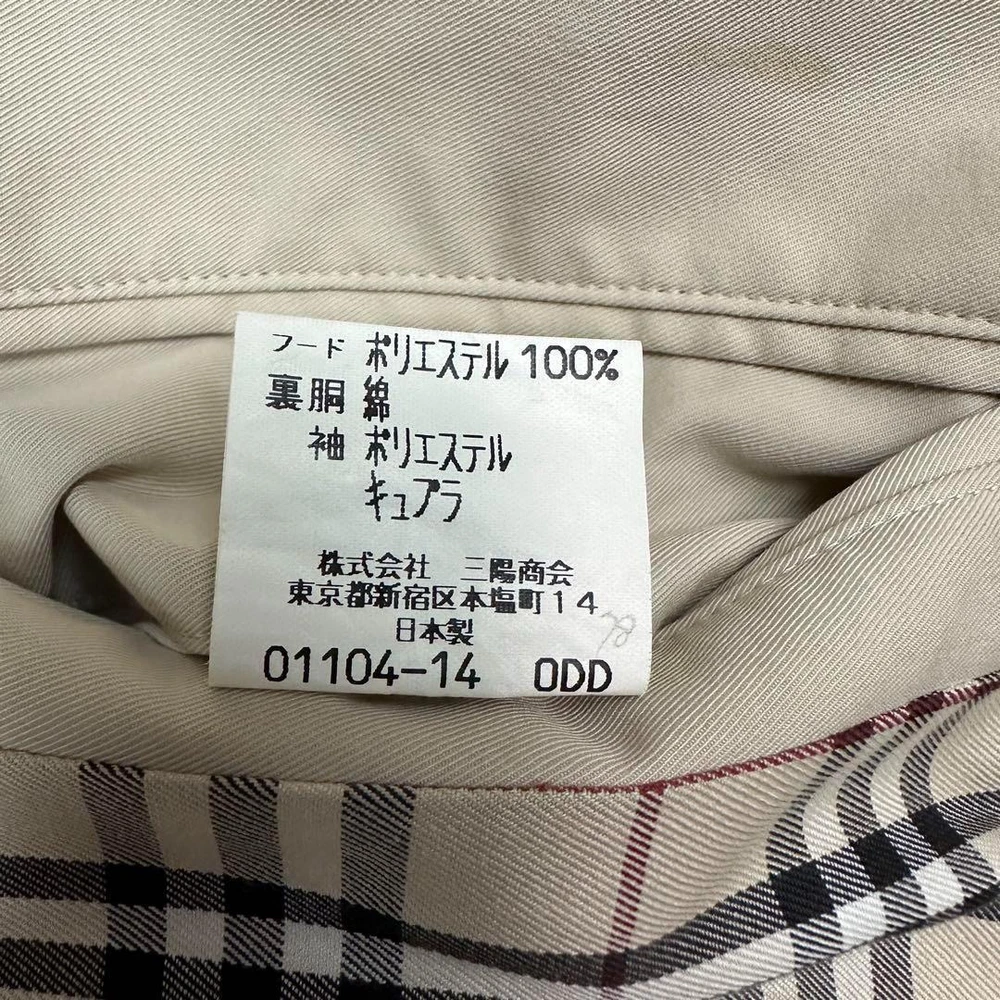 フード ポリエステル 100%
裏胴 綿
袖 ポリエステル
キュプラ
株式会社 三陽商会
東京都新宿区本塩町14
日本製
01104-14 0DD